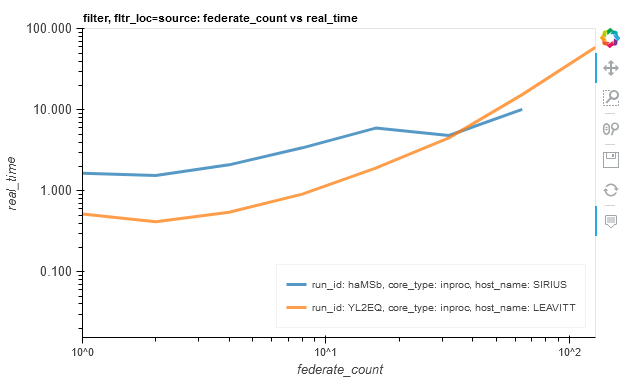 filter, fltr_loc=source: federate_count vs real_time
100.000
10.000
1.000
0.100
real_time
run_id: haMSb, core_type: inproc, host_name: SIRIUS
run_id: YL2EQ, core_type: inproc, host_name: LEAVITT
10^0
10^1
10^2
federate_count